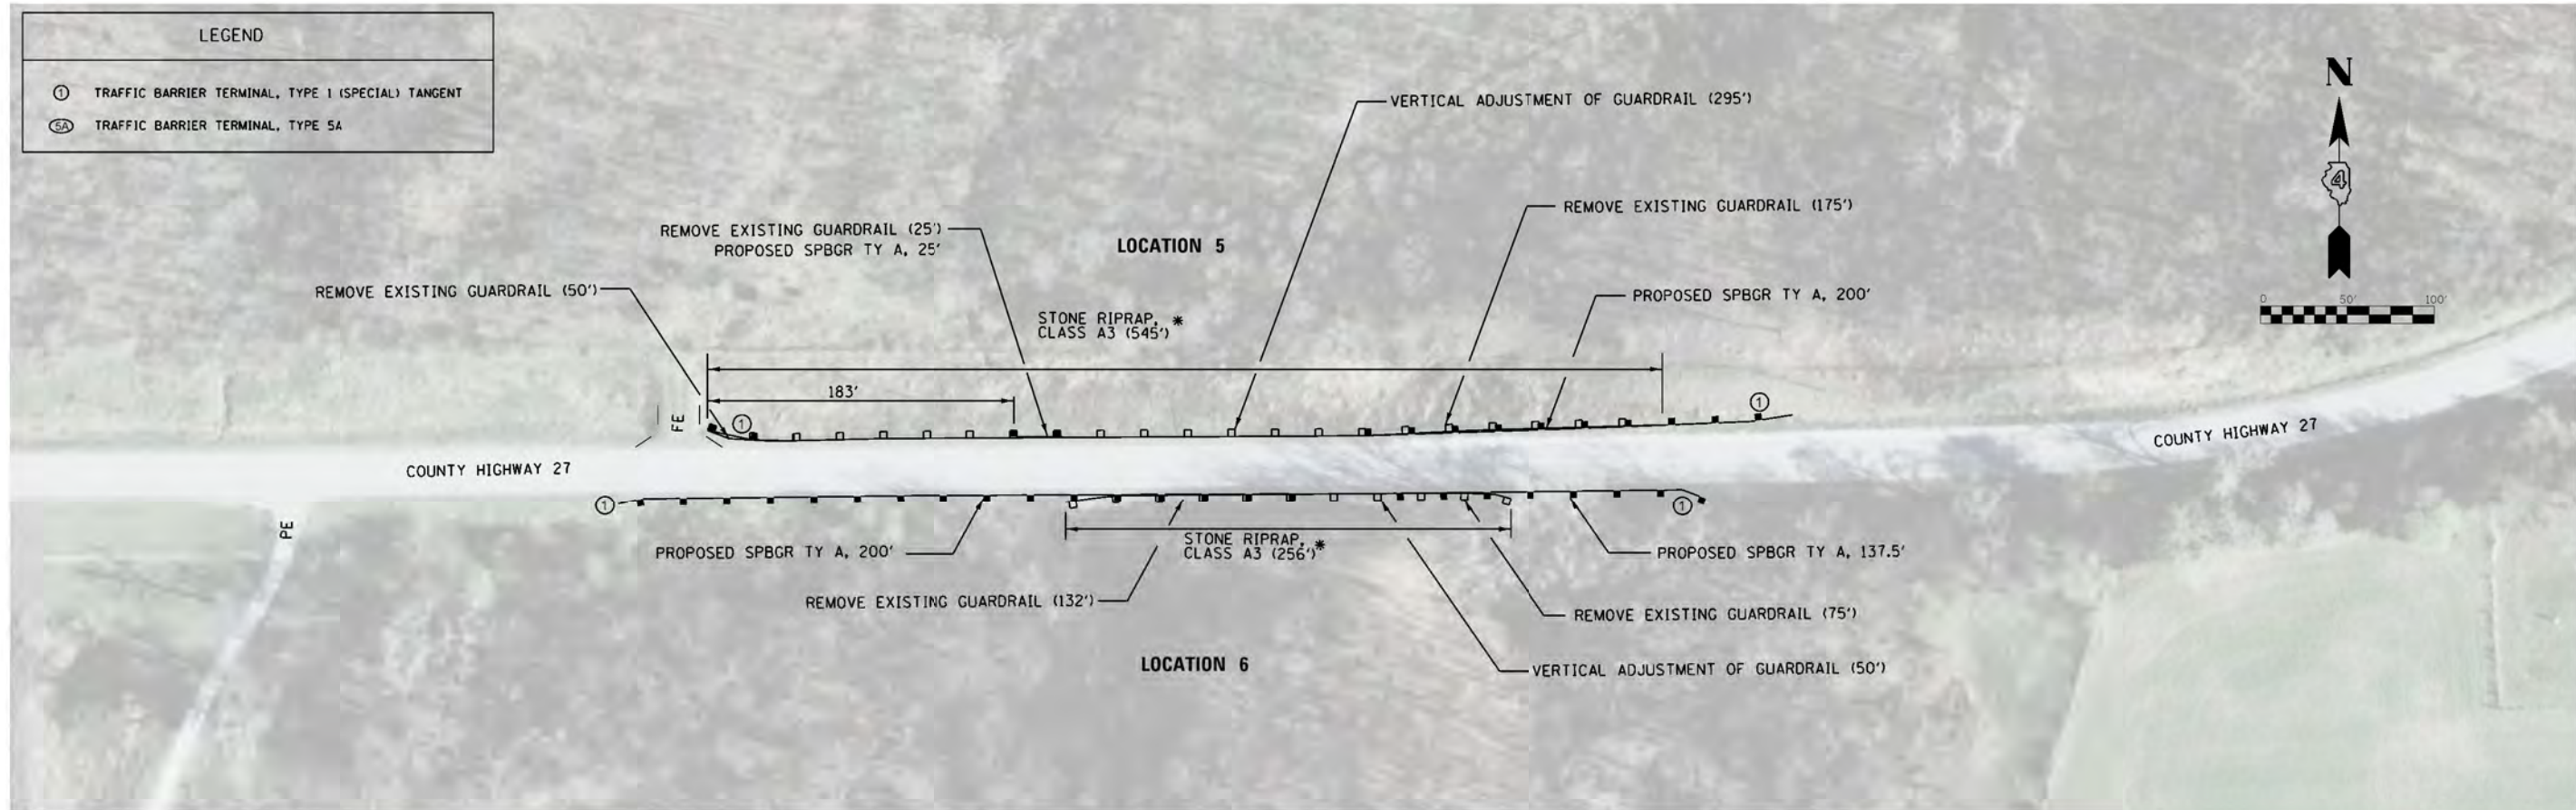 LEGEND
1 TRAFFIC BARRIER TERMINAL, TYPE 1 (SPECIAL) TANGENT
5A TRAFFIC BARRIER TERMINAL, TYPE 5A
N
4
0 50' 100'
VERTICAL ADJUSTMENT OF GUARDRAIL (295')
REMOVE EXISTING GUARDRAIL (175')
REMOVE EXISTING GUARDRAIL (25')
PROPOSED SPBGR TY A, 25'
LOCATION 5
REMOVE EXISTING GUARDRAIL (50')
PROPOSED SPBGR TY A, 200'
STONE RIPRAP, *
CLASS A3 (545')
183'
1
1
FE
COUNTY HIGHWAY 27
COUNTY HIGHWAY 27
1
1
PE
PROPOSED SPBGR TY A, 200'
STONE RIPRAP,
CLASS A3 (256')*
PROPOSED SPBGR TY A, 137.5'
REMOVE EXISTING GUARDRAIL (132')
REMOVE EXISTING GUARDRAIL (75')
LOCATION 6
VERTICAL ADJUSTMENT OF GUARDRAIL (50')